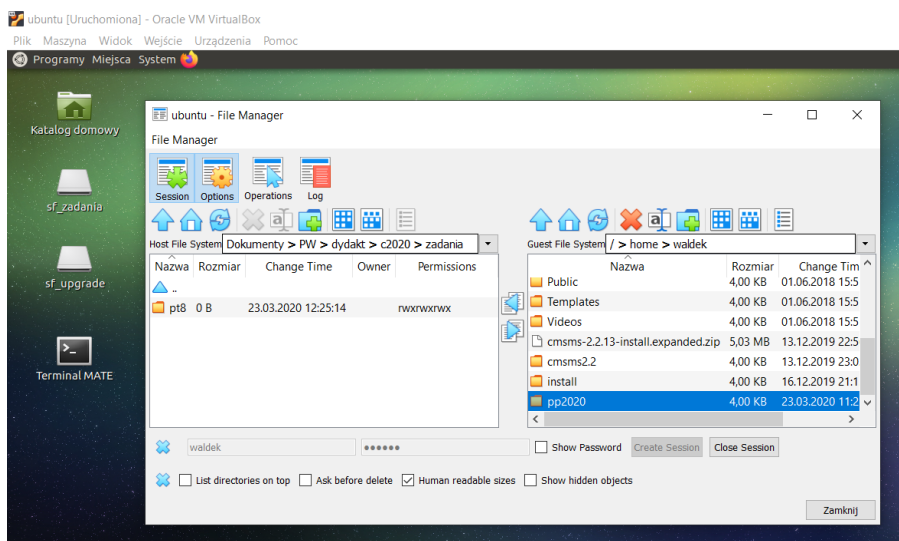 ubuntu [Uruchomiona] - Oracle VM VirtualBox
Plik Maszyna Widok Wejście Urządzenia Pomoc
Programy Miejsca System
Katalog domowy
sf_zadania
sf_upgrade
Terminal MATE
ubuntu - File Manager
File Manager
Session Options Operations Log
Host File System Dokumenty > PW > dydakt > c2020 > zadania
Nazwa Rozmiar Change Time Owner Permissions
..
pt8 0 B 23.03.2020 12:25:14 rwxrwxrwx
Guest File System / > home > waldek
Nazwa Rozmiar Change Tim
Public 4,00 KB 01.06.2018 15:5
Templates 4,00 KB 01.06.2018 15:5
Videos 4,00 KB 01.06.2018 15:5
cmsms-2.2.13-install.expanded.zip 5,03 MB 13.12.2019 22:5
cmsms2.2 4,00 KB 13.12.2019 23:0
install 4,00 KB 16.12.2019 21:1
pp2020 4,00 KB 23.03.2020 11:2
waldek ●●●●●● Show Password Create Session Close Session
List directories on top Ask before delete Human readable sizes Show hidden objects
Zamknij